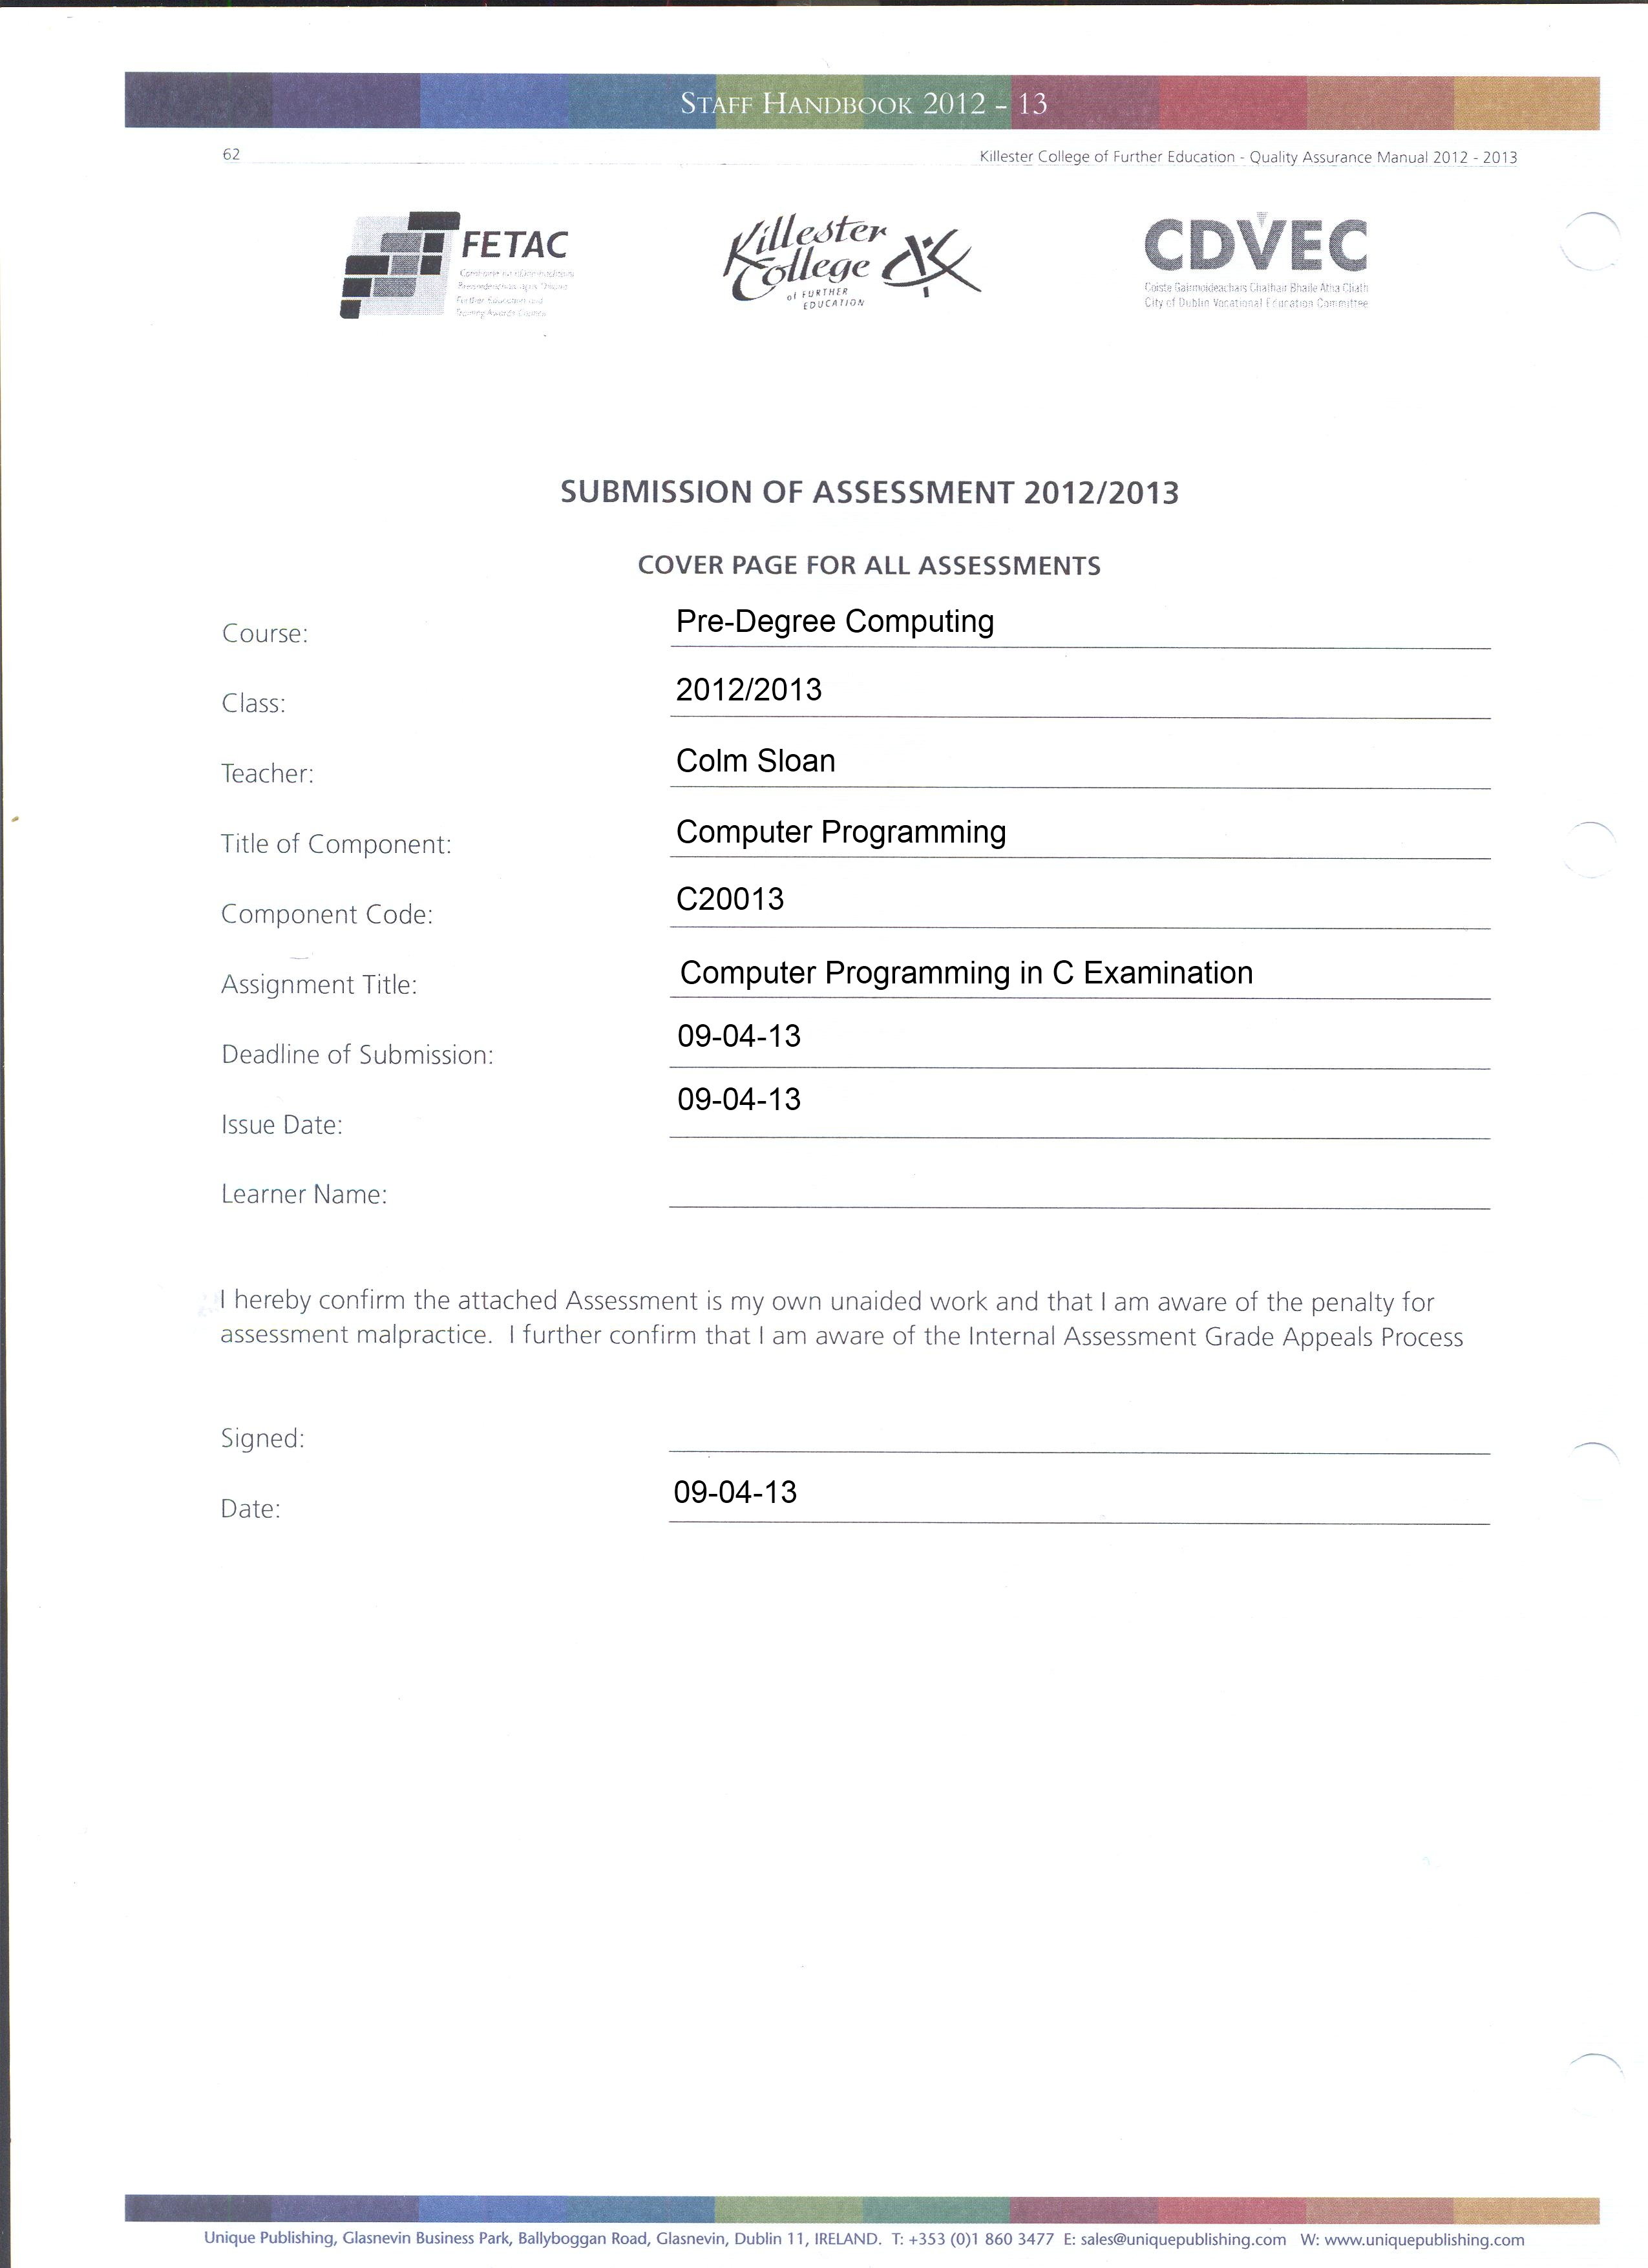 STAFF HANDBOOK 2012 – 13
62
Killester College of Further Education - Quality Assurance Manual 2012 - 2013
FETAC
Further Education and
Training Awards Council
Killester
College
of FURTHER
EDUCATION
CDVEC
Coiste Gairmoideachais Chathair Bhaile Atha Cliath
City of Dublin Vocational Education Committee
SUBMISSION OF ASSESSMENT 2012/2013
COVER PAGE FOR ALL ASSESSMENTS
Course: Pre-Degree Computing
Class: 2012/2013
Teacher: Colm Sloan
Title of Component: Computer Programming
Component Code: C20013
Assignment Title: Computer Programming in C Examination
Deadline of Submission: 09-04-13
Issue Date: 09-04-13
Learner Name:
I hereby confirm the attached Assessment is my own unaided work and that I am aware of the penalty for
assessment malpractice. I further confirm that I am aware of the Internal Assessment Grade Appeals Process
Signed:
Date: 09-04-13
Unique Publishing, Glasnevin Business Park, Ballyboggan Road, Glasnevin, Dublin 11, IRELAND. T: +353 (0)1 860 3477 E: sales@uniquepublishing.com W: www.uniquepublishing.com